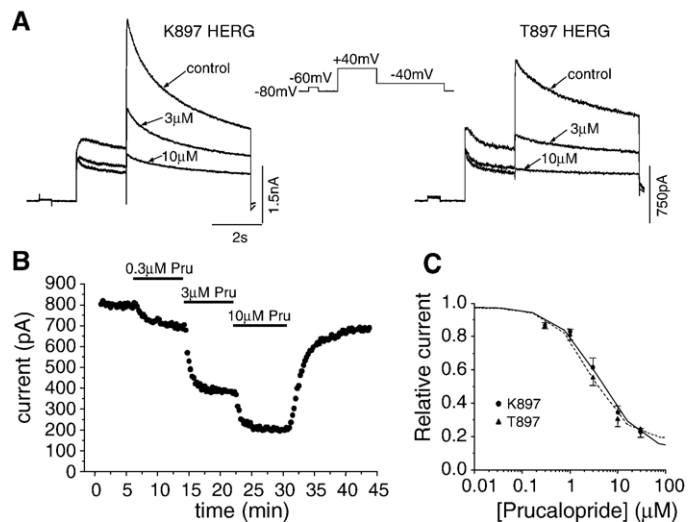 A
K897 HERG
T897 HERG
control
3μM
10μM
1.5nA
2s
+40mV
-60mV
-40mV
-80mV
control
3μM
10μM
750pA
B
0.3μM Pru
3μM Pru
10μM Pru
900
800
700
600
500
400
300
200
100
0
current (pA)
0 5 10 15 20 25 30 35 40 45
time (min)
C
1.0
0.8
0.6
0.4
0.2
0.0
Relative current
K897
T897
0.01 0.1 1 10 100
[Prucalopride] (μM)